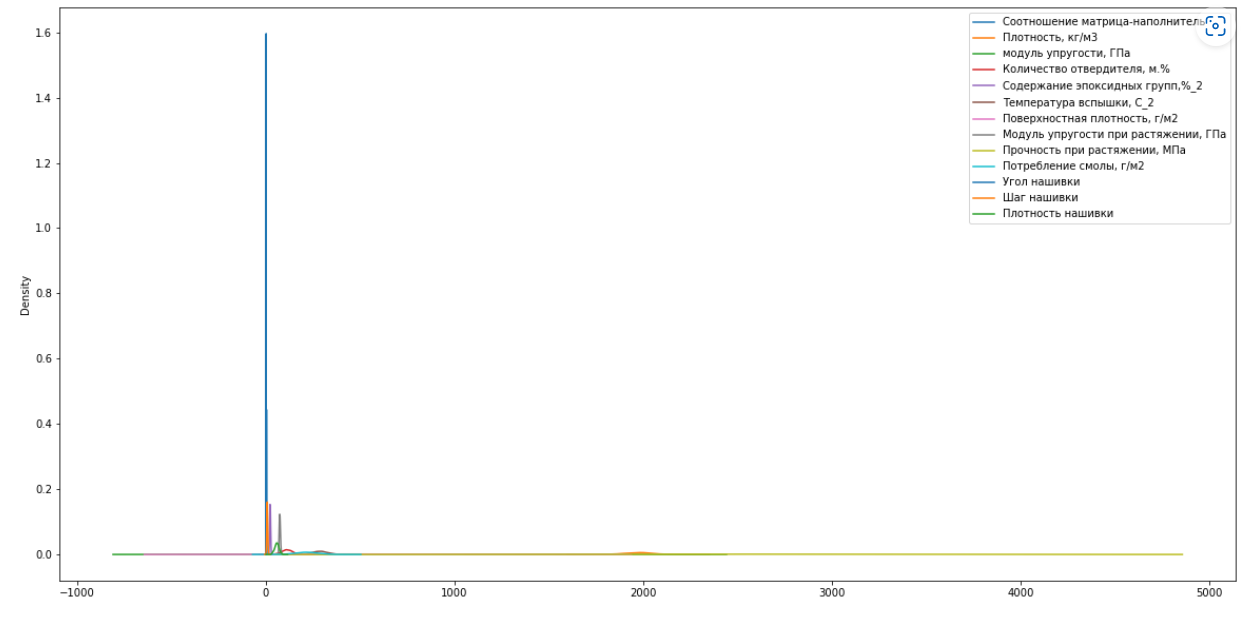 Соотношение матрица-наполнитель
Плотность, кг/м3
модуль упругости, ГПа
Количество отвердителя, м.%
Содержание эпоксидных групп,%_2
Температура вспышки, С_2
Поверхностная плотность, г/м2
Модуль упругости при растяжении, ГПа
Прочность при растяжении, МПа
Потребление смолы, г/м2
Угол нашивки
Шаг нашивки
Плотность нашивки
Density
1.6
1.4
1.2
1.0
0.8
0.6
0.4
0.2
0.0
−1000 0 1000 2000 3000 4000 5000